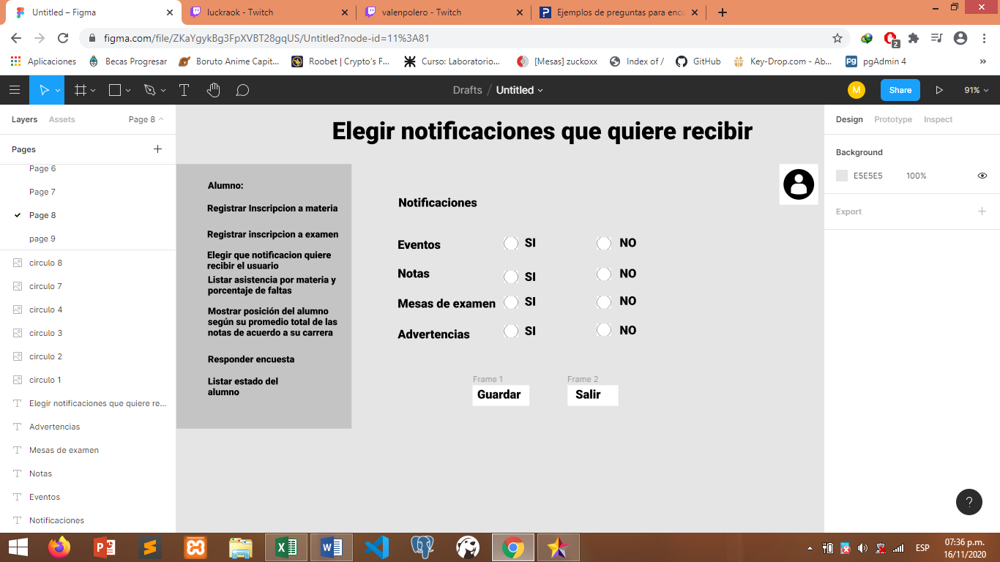 Untitled – Figma
luckraok - Twitch
valenpolero - Twitch
Ejemplos de preguntas para encu
figma.com/file/ZKaYgykBg3FpXVBT28gqUS/Untitled?node-id=11%3A81
2
Aplicaciones
Becas Progresar
Boruto Anime Capit...
Roobet | Crypto's F...
Curso: Laboratorio...
[Mesas] zuckoxx
Index of /
GitHub
Key-Drop.com - Ab...
pgAdmin 4
»
Drafts / Untitled
M
Share
91%
Layers
Assets
Page 8
Pages
Page 6
Page 7
Page 8
page 9
circulo 8
circulo 7
circulo 4
circulo 3
circulo 2
circulo 1
Elegir notificaciones que quiere re...
Advertencias
Mesas de examen
Notas
Eventos
Notificaciones
Elegir notificaciones que quiere recibir
Alumno:
Registrar Inscripcion a materia
Registrar inscripcion a examen
Elegir que notificacion quiere
recibir el usuario
Listar asistencia por materia y
porcentaje de faltas
Mostrar posición del alumno
según su promedio total de las
notas de acuerdo a su carrera
Responder encuesta
Listar estado del
alumno
Notificaciones
Eventos SI NO
Notas SI NO
Mesas de examen SI NO
Advertencias SI NO
Frame 1
Guardar
Frame 2
Salir
Design
Prototype
Inspect
Background
E5E5E5 100%
Export
?
ESP
07:36 p.m.
16/11/2020